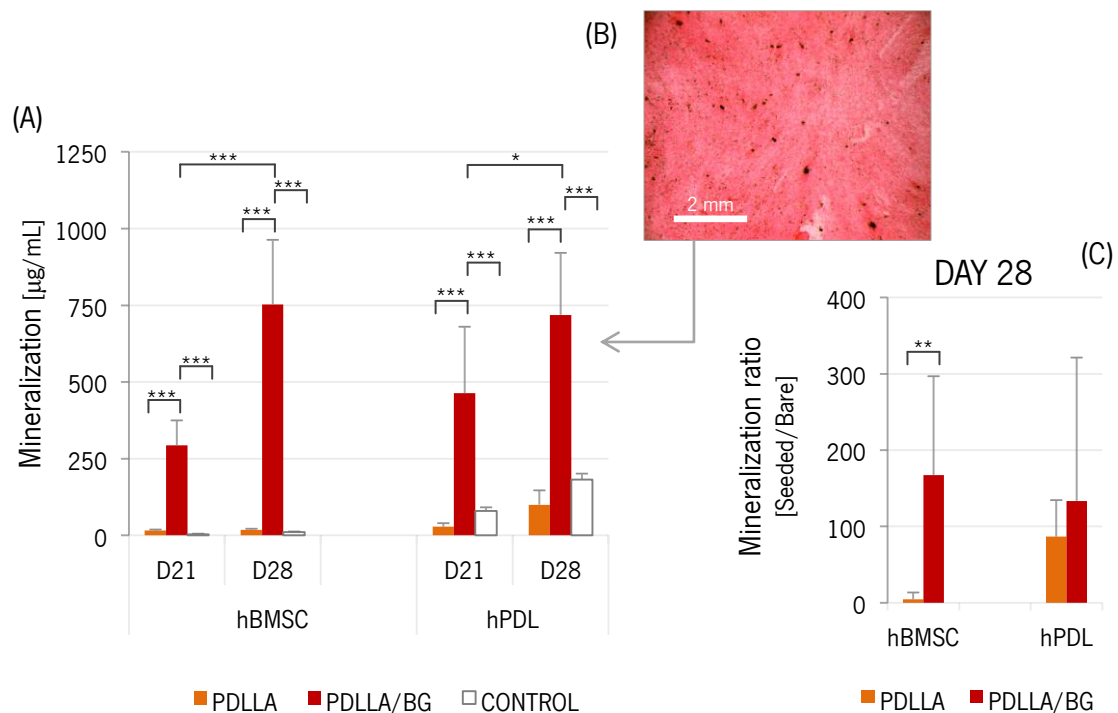 (A)
Mineralization [µg/mL]
1250
1000
750
500
250
0
***
***
***
***
***
*
***
***
***
***
D21
D28
D21
D28
hBMSC
hPDL
PDLLA PDLLA/BG CONTROL
(B)
2 mm
(C)
DAY 28
Mineralization ratio
[Seeded/Bare]
400
300
200
100
0
**
hBMSC
hPDL
PDLLA PDLLA/BG